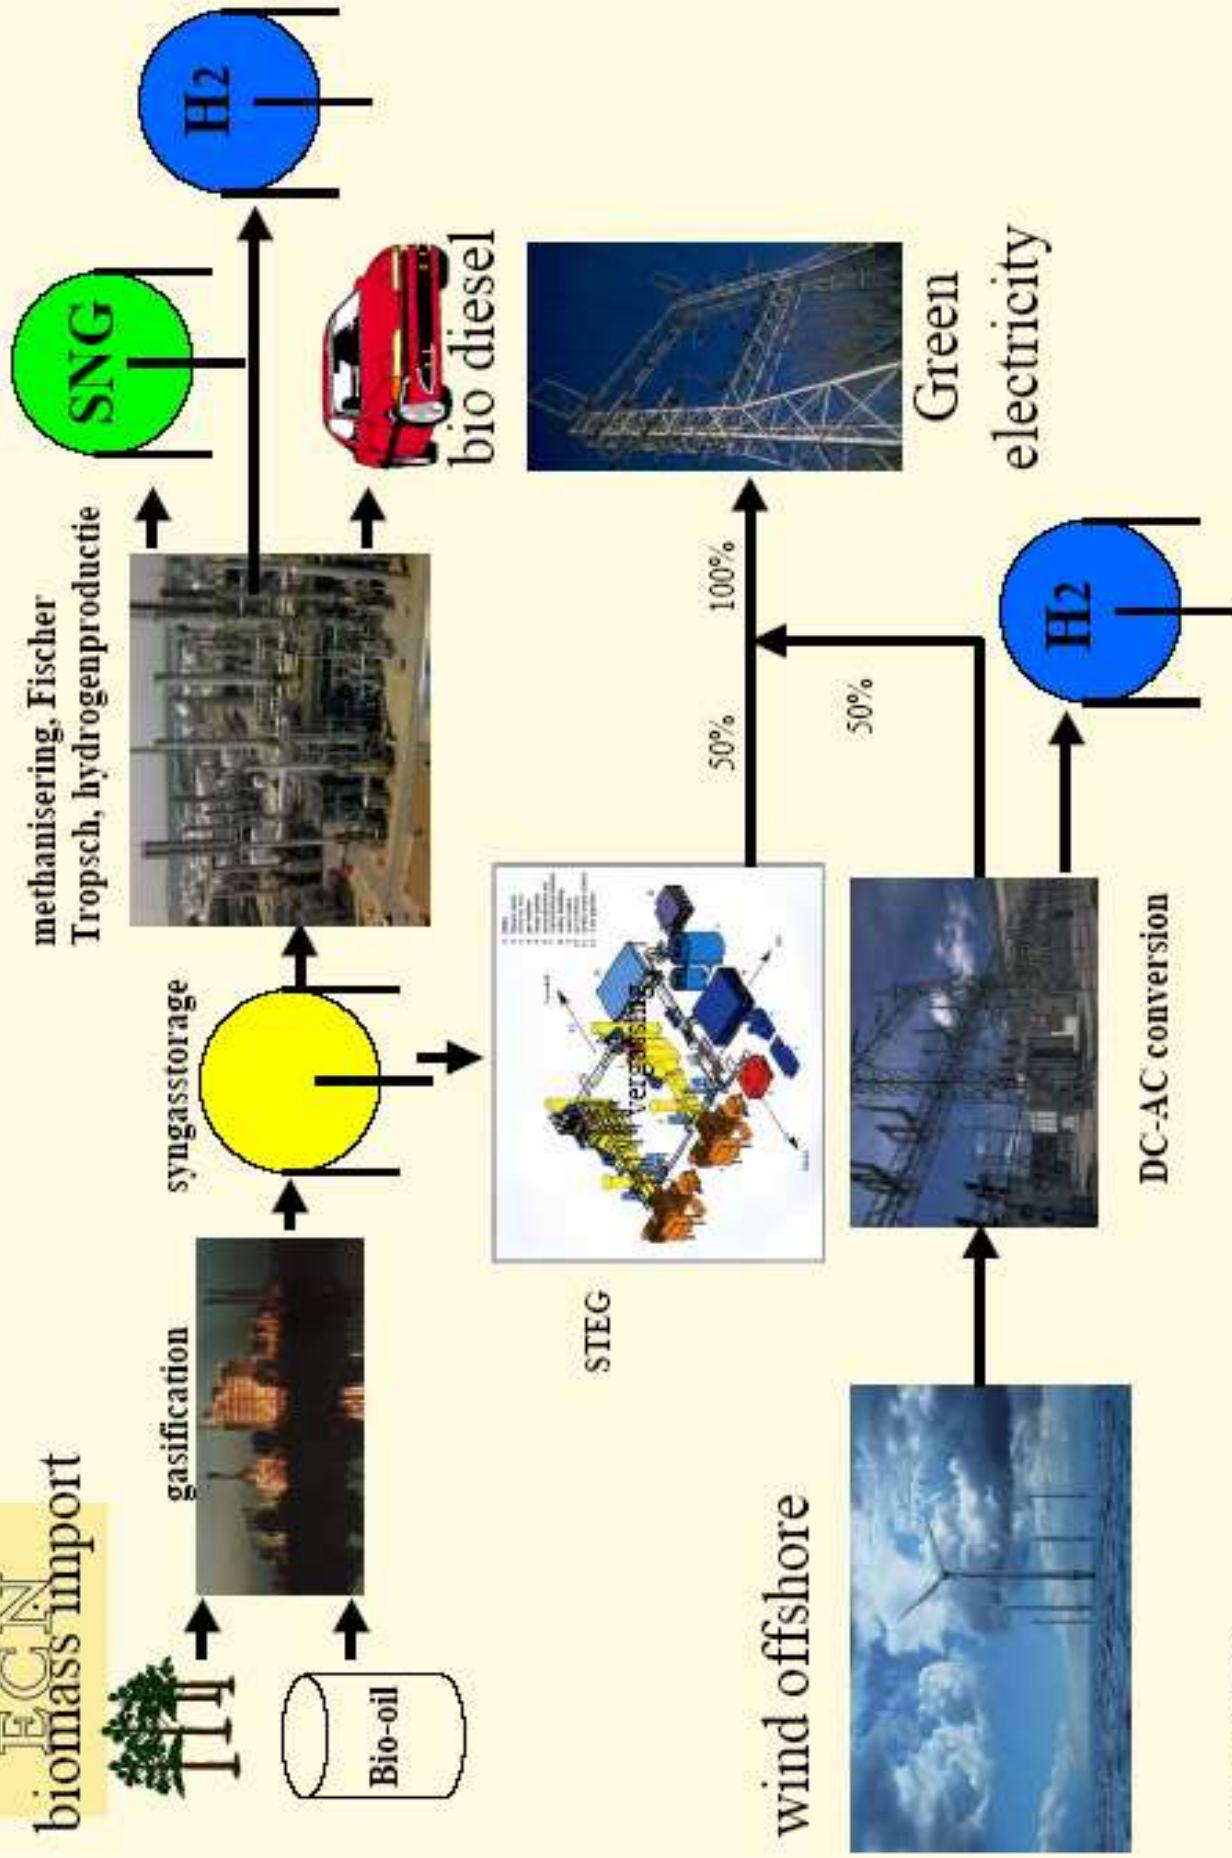 ECN
biomass import
gasification
syngasstorage
methanisering, Fischer
Tropsch, hydrogenproductie
SNG
H2
Bio-oil
bio diesel
STEG
vergassing
50%
100%
50%
Green
electricity
wind offshore
DC-AC conversion
H2